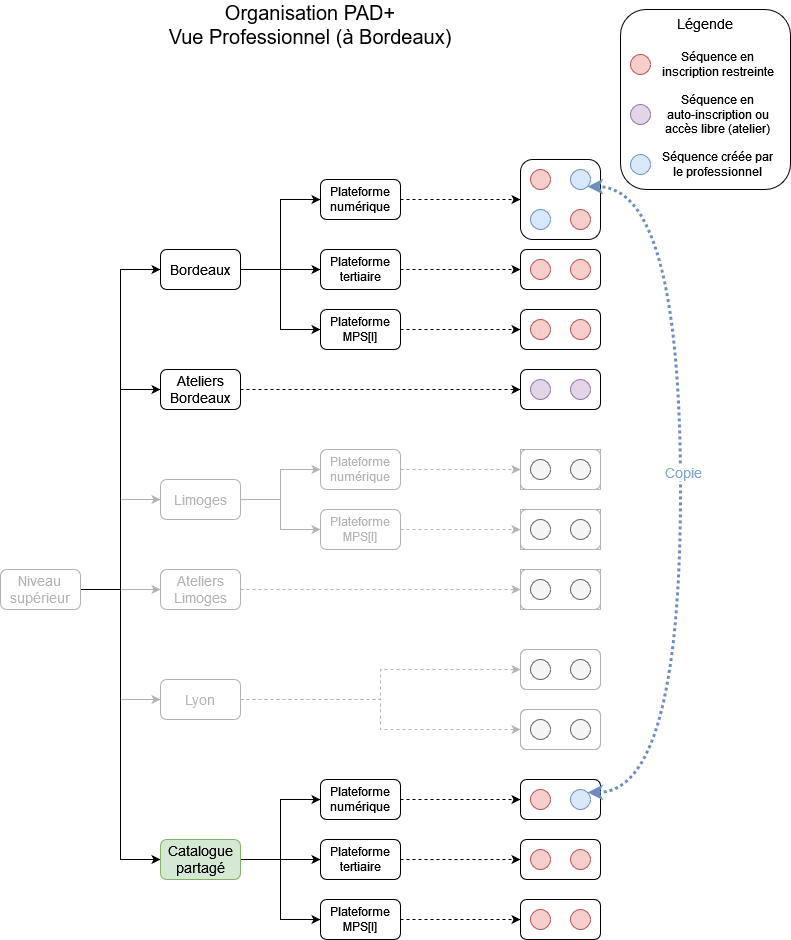 Organisation PAD+
Vue Professionnel (à Bordeaux)
Légende
Séquence en
inscription restreinte
Séquence en
auto-inscription ou
accès libre (atelier)
Séquence créée par
le professionnel
Plateforme
numérique
Bordeaux
Plateforme
tertiaire
Plateforme
MPS[I]
Ateliers
Bordeaux
Plateforme
numérique
Limoges
Plateforme
MPS[I]
Copie
Niveau
supérieur
Ateliers
Limoges
Lyon
Plateforme
numérique
Catalogue
partagé
Plateforme
tertiaire
Plateforme
MPS[I]